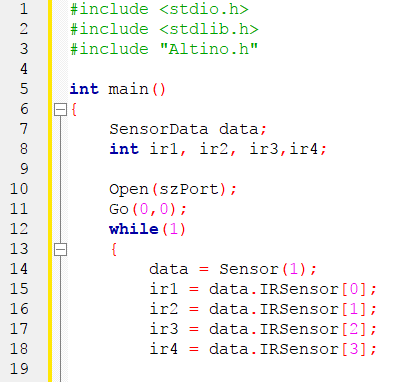 1 #include <stdio.h>
2 #include <stdlib.h>
3 #include "Altino.h"
4
5 int main()
6 {
7 SensorData data;
8 int ir1, ir2, ir3,ir4;
9
10 Open(szPort);
11 Go(0,0);
12 while(1)
13 {
14 data = Sensor(1);
15 ir1 = data.IRSensor[0];
16 ir2 = data.IRSensor[1];
17 ir3 = data.IRSensor[2];
18 ir4 = data.IRSensor[3];
19